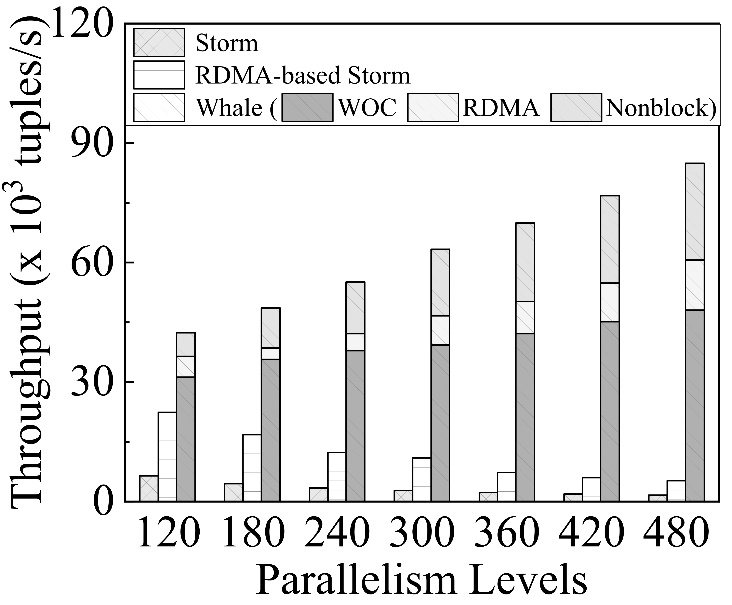 120
90
60
30
0
Throughput (x 10³ tuples/s)
Storm
RDMA-based Storm
Whale ( WOC RDMA Nonblock)
120 180 240 300 360 420 480
Parallelism Levels